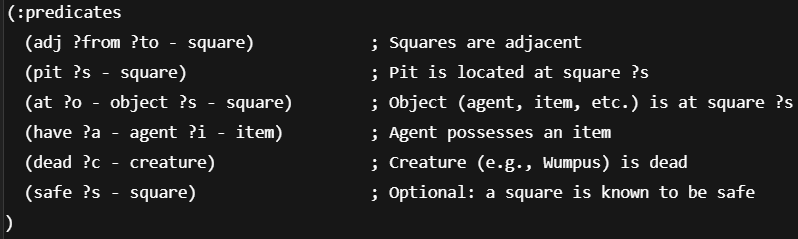 (:predicates
  (adj ?from ?to - square)           ; Squares are adjacent
  (pit ?s - square)                  ; Pit is located at square ?s
  (at ?o - object ?s - square)       ; Object (agent, item, etc.) is at square ?s
  (have ?a - agent ?i - item)        ; Agent possesses an item
  (dead ?c - creature)               ; Creature (e.g., Wumpus) is dead
  (safe ?s - square)                 ; Optional: a square is known to be safe
)